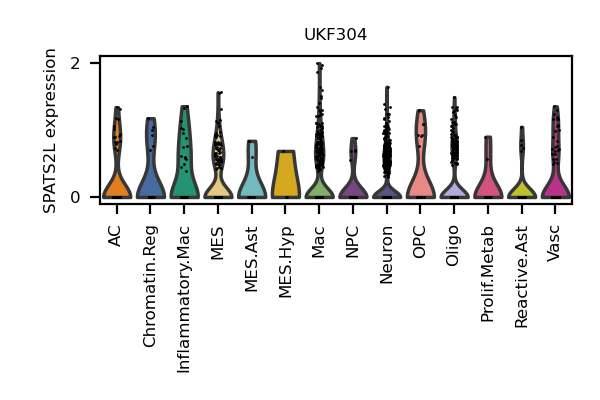 UKF304
SPATS2L expression
2
0
AC
Chromatin.Reg
Inflammatory.Mac
MES
MES.Ast
MES.Hyp
Mac
NPC
Neuron
OPC
Oligo
Prolif.Metab
Reactive.Ast
Vasc